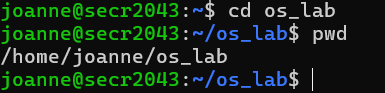 joanne@secr2043:~$ cd os_lab
joanne@secr2043:~/os_lab$ pwd
/home/joanne/os_lab
joanne@secr2043:~/os_lab$